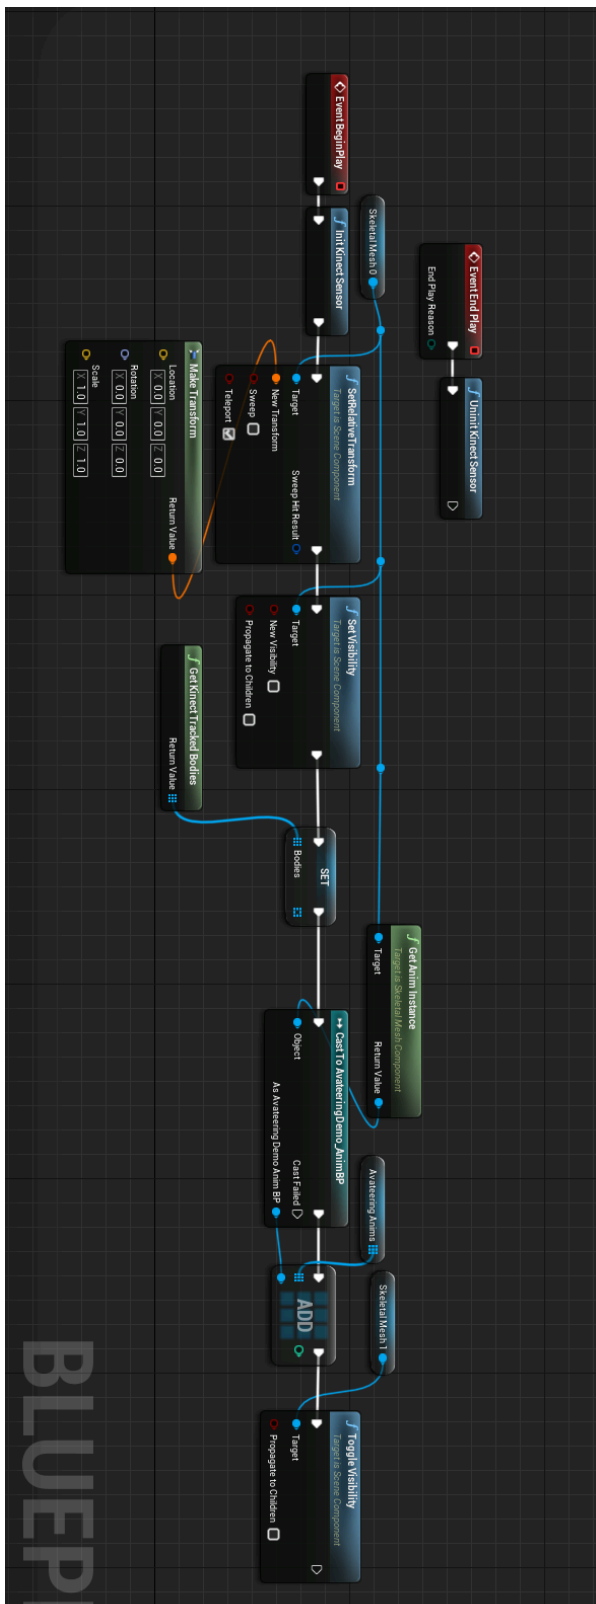 Event End Play
End Play Reason
Uninit Kinect Sensor
Skeletal Mesh 0
Event BeginPlay
Init Kinect Sensor
SetRelativeTransform
Target is Scene Component
Target
Sweep Hit Result
New Transform
Sweep
Teleport
Make Transform
Location
X 0.0 Y 0.0 Z 0.0
Return Value
Rotation
X 0.0 Y 0.0 Z 0.0
Scale
X 1.0 Y 1.0 Z 1.0
Set Visibility
Target is Scene Component
Target
New Visibility
Propagate to Children
Get Kinect Tracked Bodies
Return Value
SET
Bodies
Get Anim Instance
Target is Skeletal Mesh Component
Target
Return Value
Cast To AvateeringDemo_AnimBP
Object
Cast Failed
As Avateering Demo Anim BP
Avateering Anims
ADD
Skeletal Mesh 1
Toggle Visibility
Target is Scene Component
Target
Propagate to Children
BLUEP